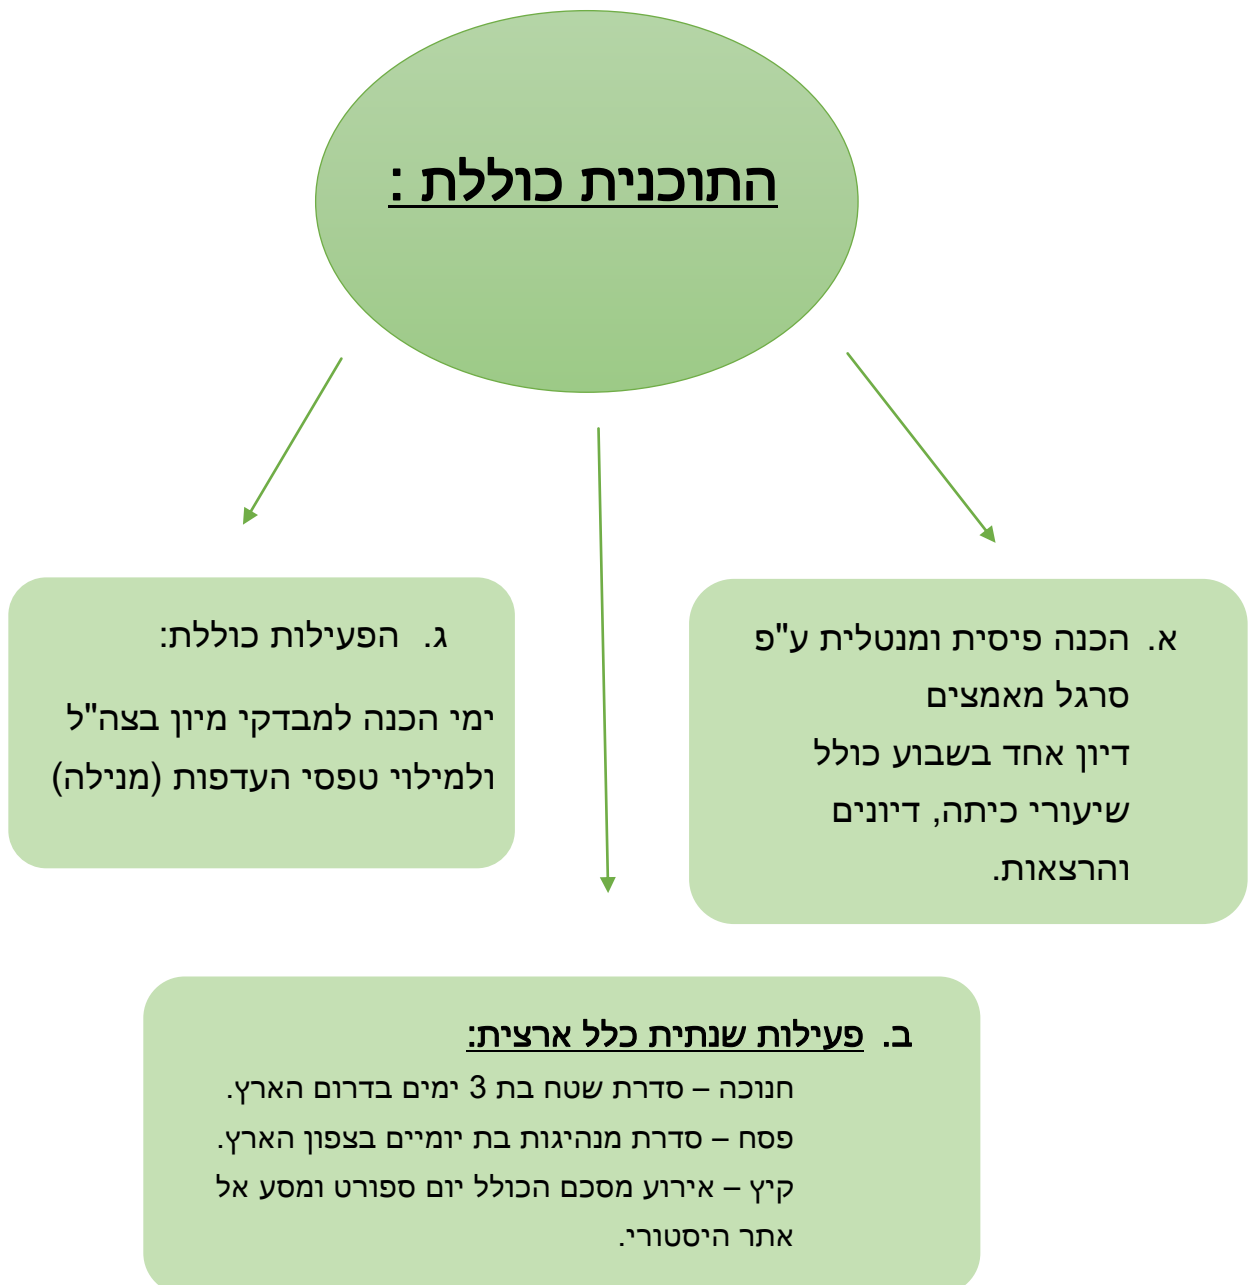 התוכנית כוללת :
א. הכנה פיסית ומנטלית ע"פ
סרגל מאמצים
דיון אחד בשבוע כולל
שיעורי כיתה, דיונים
והרצאות.
ב. פעילות שנתית כלל ארצית:
חנוכה – סדרת שטח בת 3 ימים בדרום הארץ.
פסח – סדרת מנהיגות בת יומיים בצפון הארץ.
קיץ – אירוע מסכם הכולל יום ספורט ומסע אל
אתר היסטורי.
ג. הפעילות כוללת:
ימי הכנה למבדקי מיון בצה"ל
ולמילוי טפסי העדפות (מנילה)